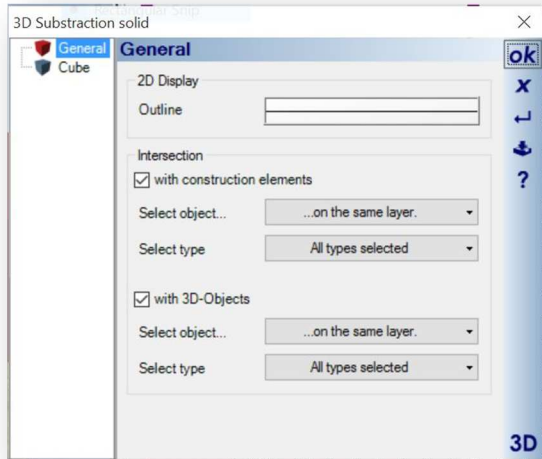 Rectangular Snip
3D Substraction solid
General
Cube
General
ok
x
2D Display
Outline
Intersection
with construction elements
?
Select object... ...on the same layer.
Select type All types selected
with 3D-Objects
Select object... ...on the same layer.
Select type All types selected
3D